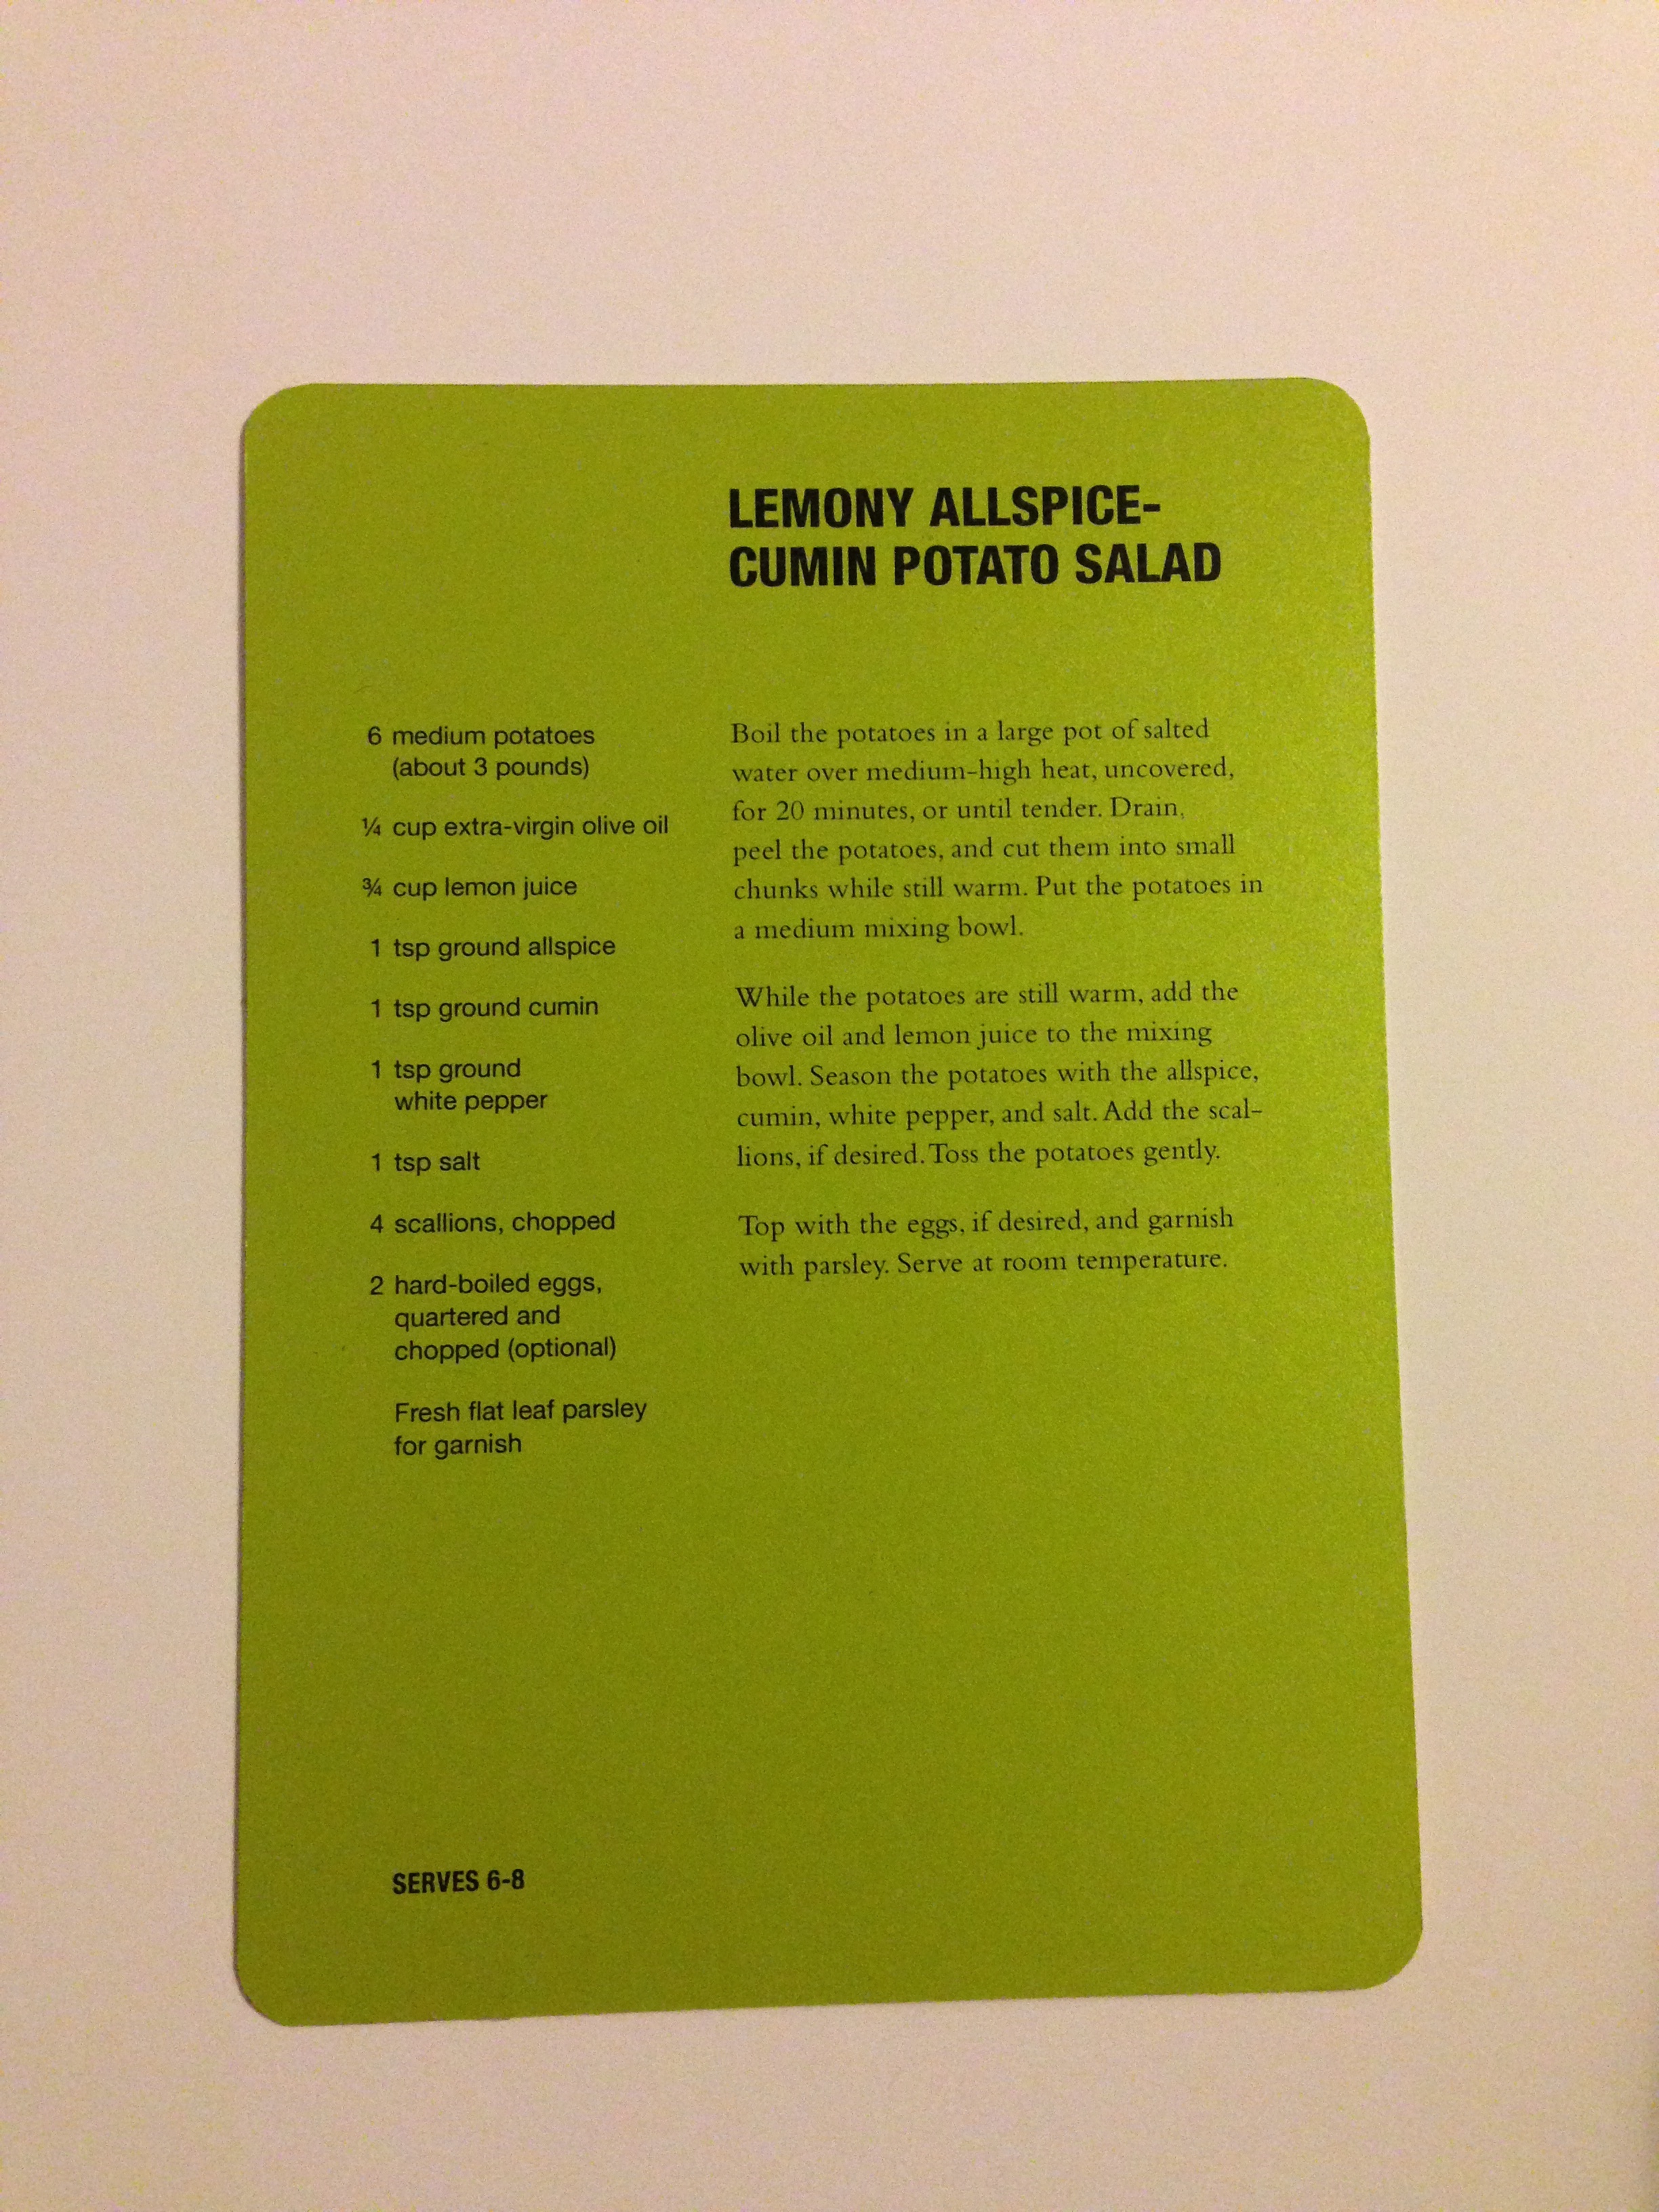 LEMONY ALLSPICE-
CUMIN POTATO SALAD
6 medium potatoes
(about 3 pounds)
¼ cup extra-virgin olive oil
¾ cup lemon juice
1 tsp ground allspice
1 tsp ground cumin
1 tsp ground
white pepper
1 tsp salt
4 scallions, chopped
2 hard-boiled eggs,
quartered and
chopped (optional)
Fresh flat leaf parsley
for garnish
Boil the potatoes in a large pot of salted
water over medium-high heat, uncovered,
for 20 minutes, or until tender. Drain,
peel the potatoes, and cut them into small
chunks while still warm. Put the potatoes in
a medium mixing bowl.
While the potatoes are still warm, add the
olive oil and lemon juice to the mixing
bowl. Season the potatoes with the allspice,
cumin, white pepper, and salt. Add the scal-
lions, if desired. Toss the potatoes gently.
Top with the eggs, if desired, and garnish
with parsley. Serve at room temperature.
SERVES 6-8